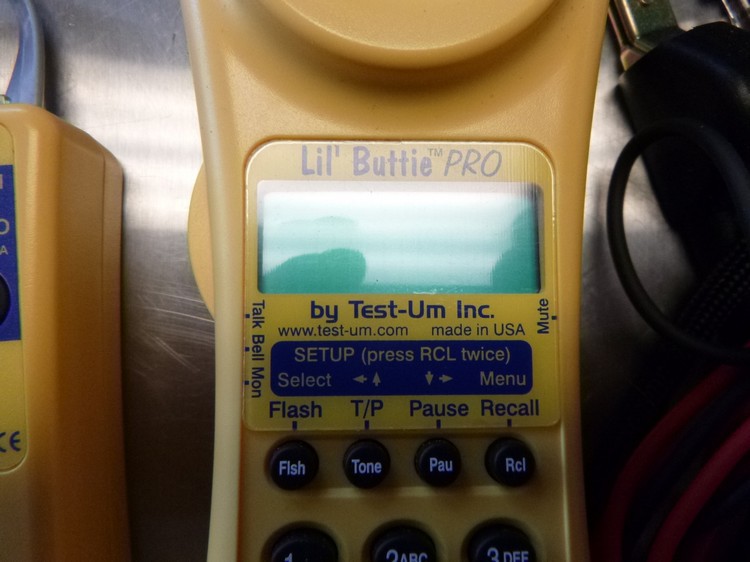 Lil' Buttie™ PRO
by Test-Um Inc.
www.test-um.com made in USA
Talk Bell Mon
Mute
SETUP (press RCL twice)
Select ◄ ▲ ▼ ► Menu
Flash T/P Pause Recall
Flsh Tone Pau Rcl
1 2ABC 3DEF
CE